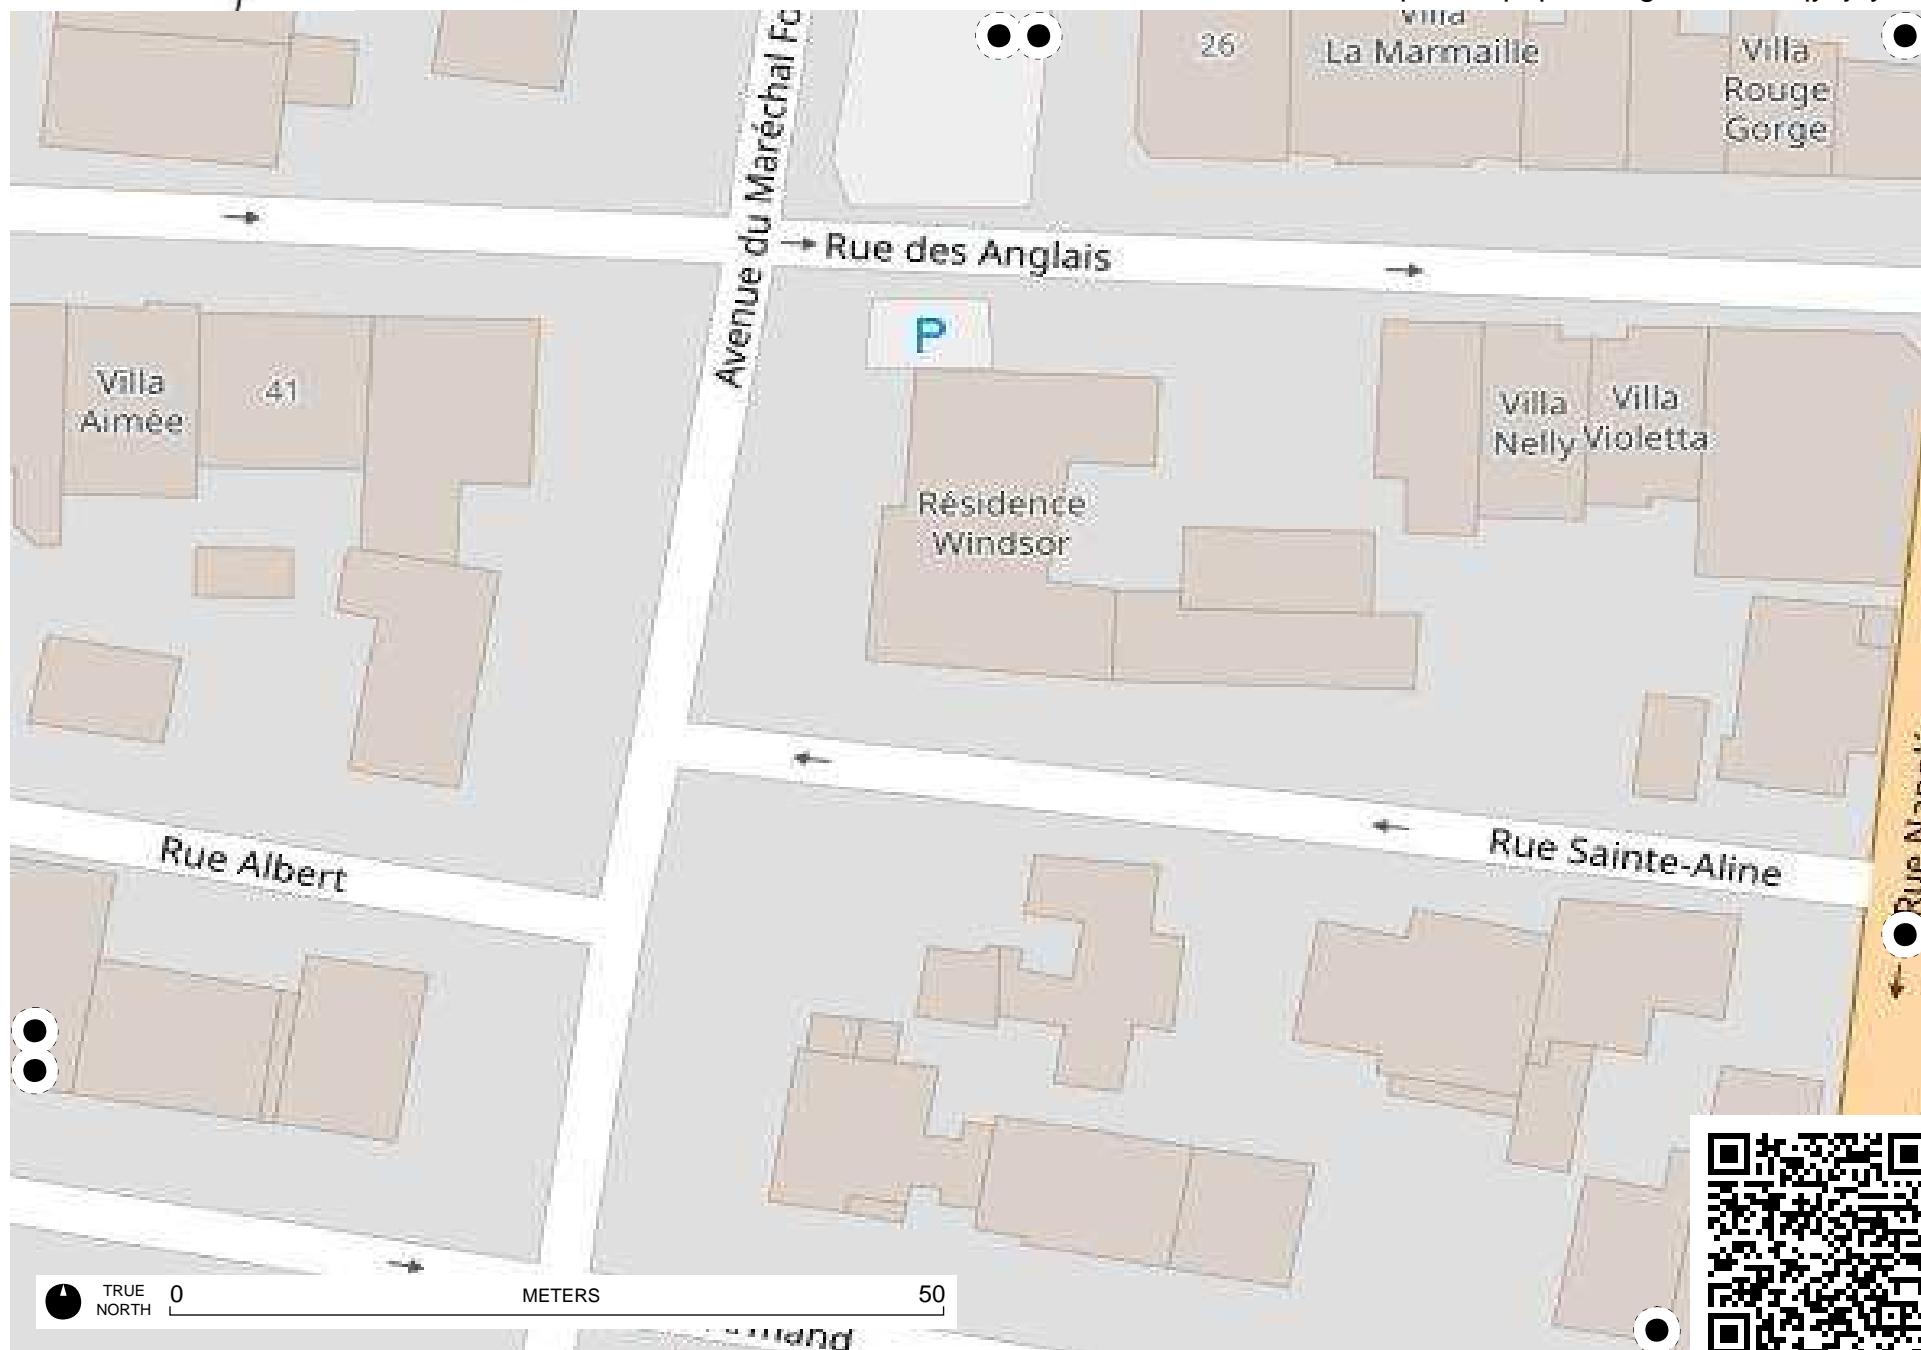 Villa
La Marmaille
26
Villa
Rouge
Gorge
Avenue du Maréchal
Rue des Anglais
P
Villa
Aimée
41
Villa
Nelly
Villa
Violetta
Résidence
Windsor
Rue Sainte-Aline
Rue Albert
Rue
TRUE
NORTH
0
METERS
50